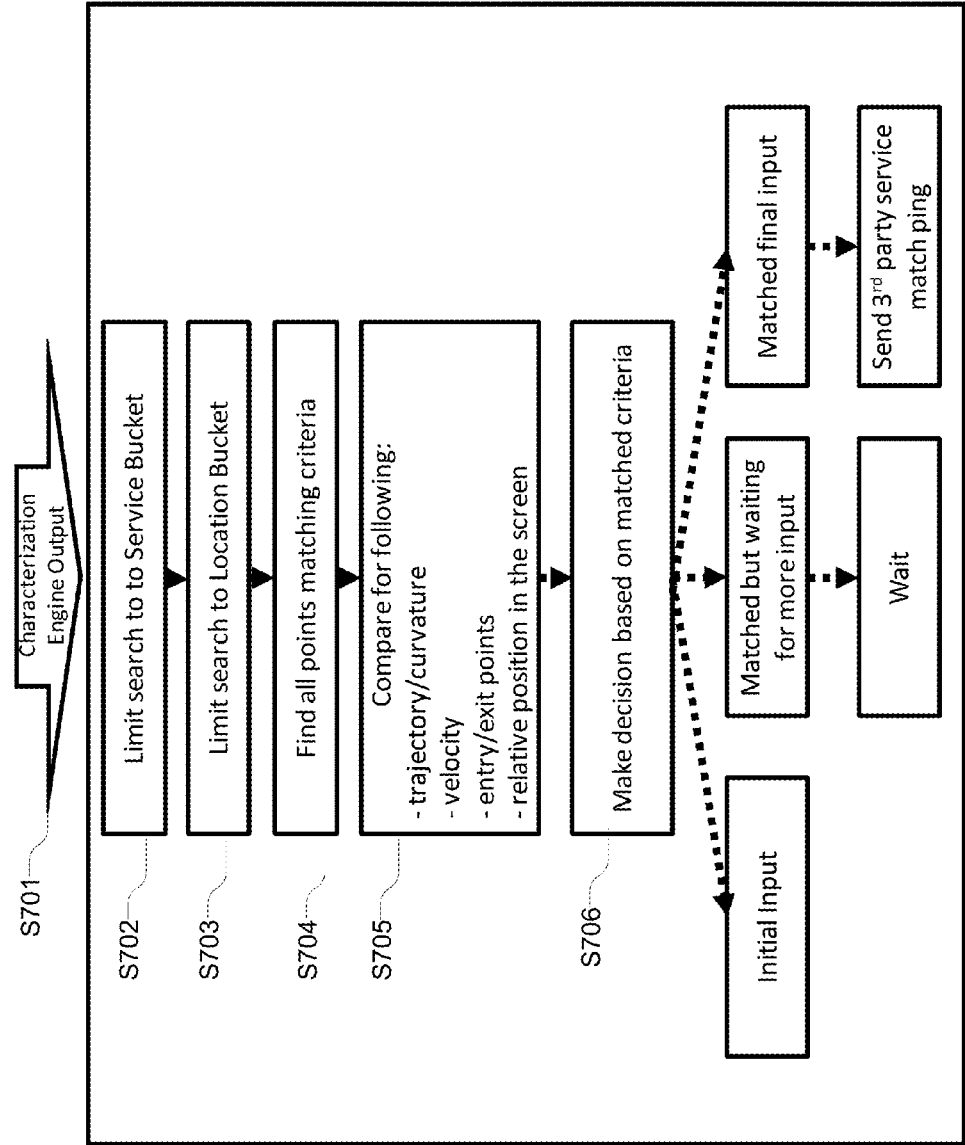 S701
Characterization
Engine Output
S702
Limit search to to Service Bucket
S703
Limit search to Location Bucket
S704
Find all points matching criteria
S705
Compare for following:
- trajectory/curvature
- velocity
- entry/exit points
- relative position in the screen
S706
Make decision based on matched criteria
Initial Input
Matched but waiting
for more input
Matched final input
Wait
Send 3rd party service
match ping